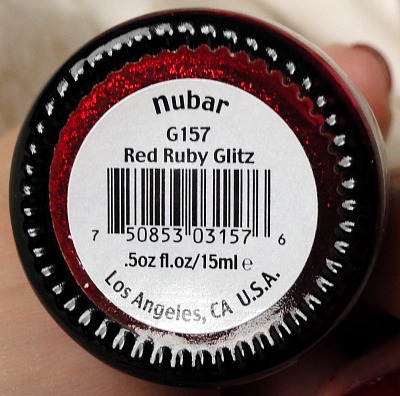 nubar
G157
Red Ruby Glitz
7 50853 03157 6
.5oz fl.oz/15ml ℮
Los Angeles, CA U.S.A.